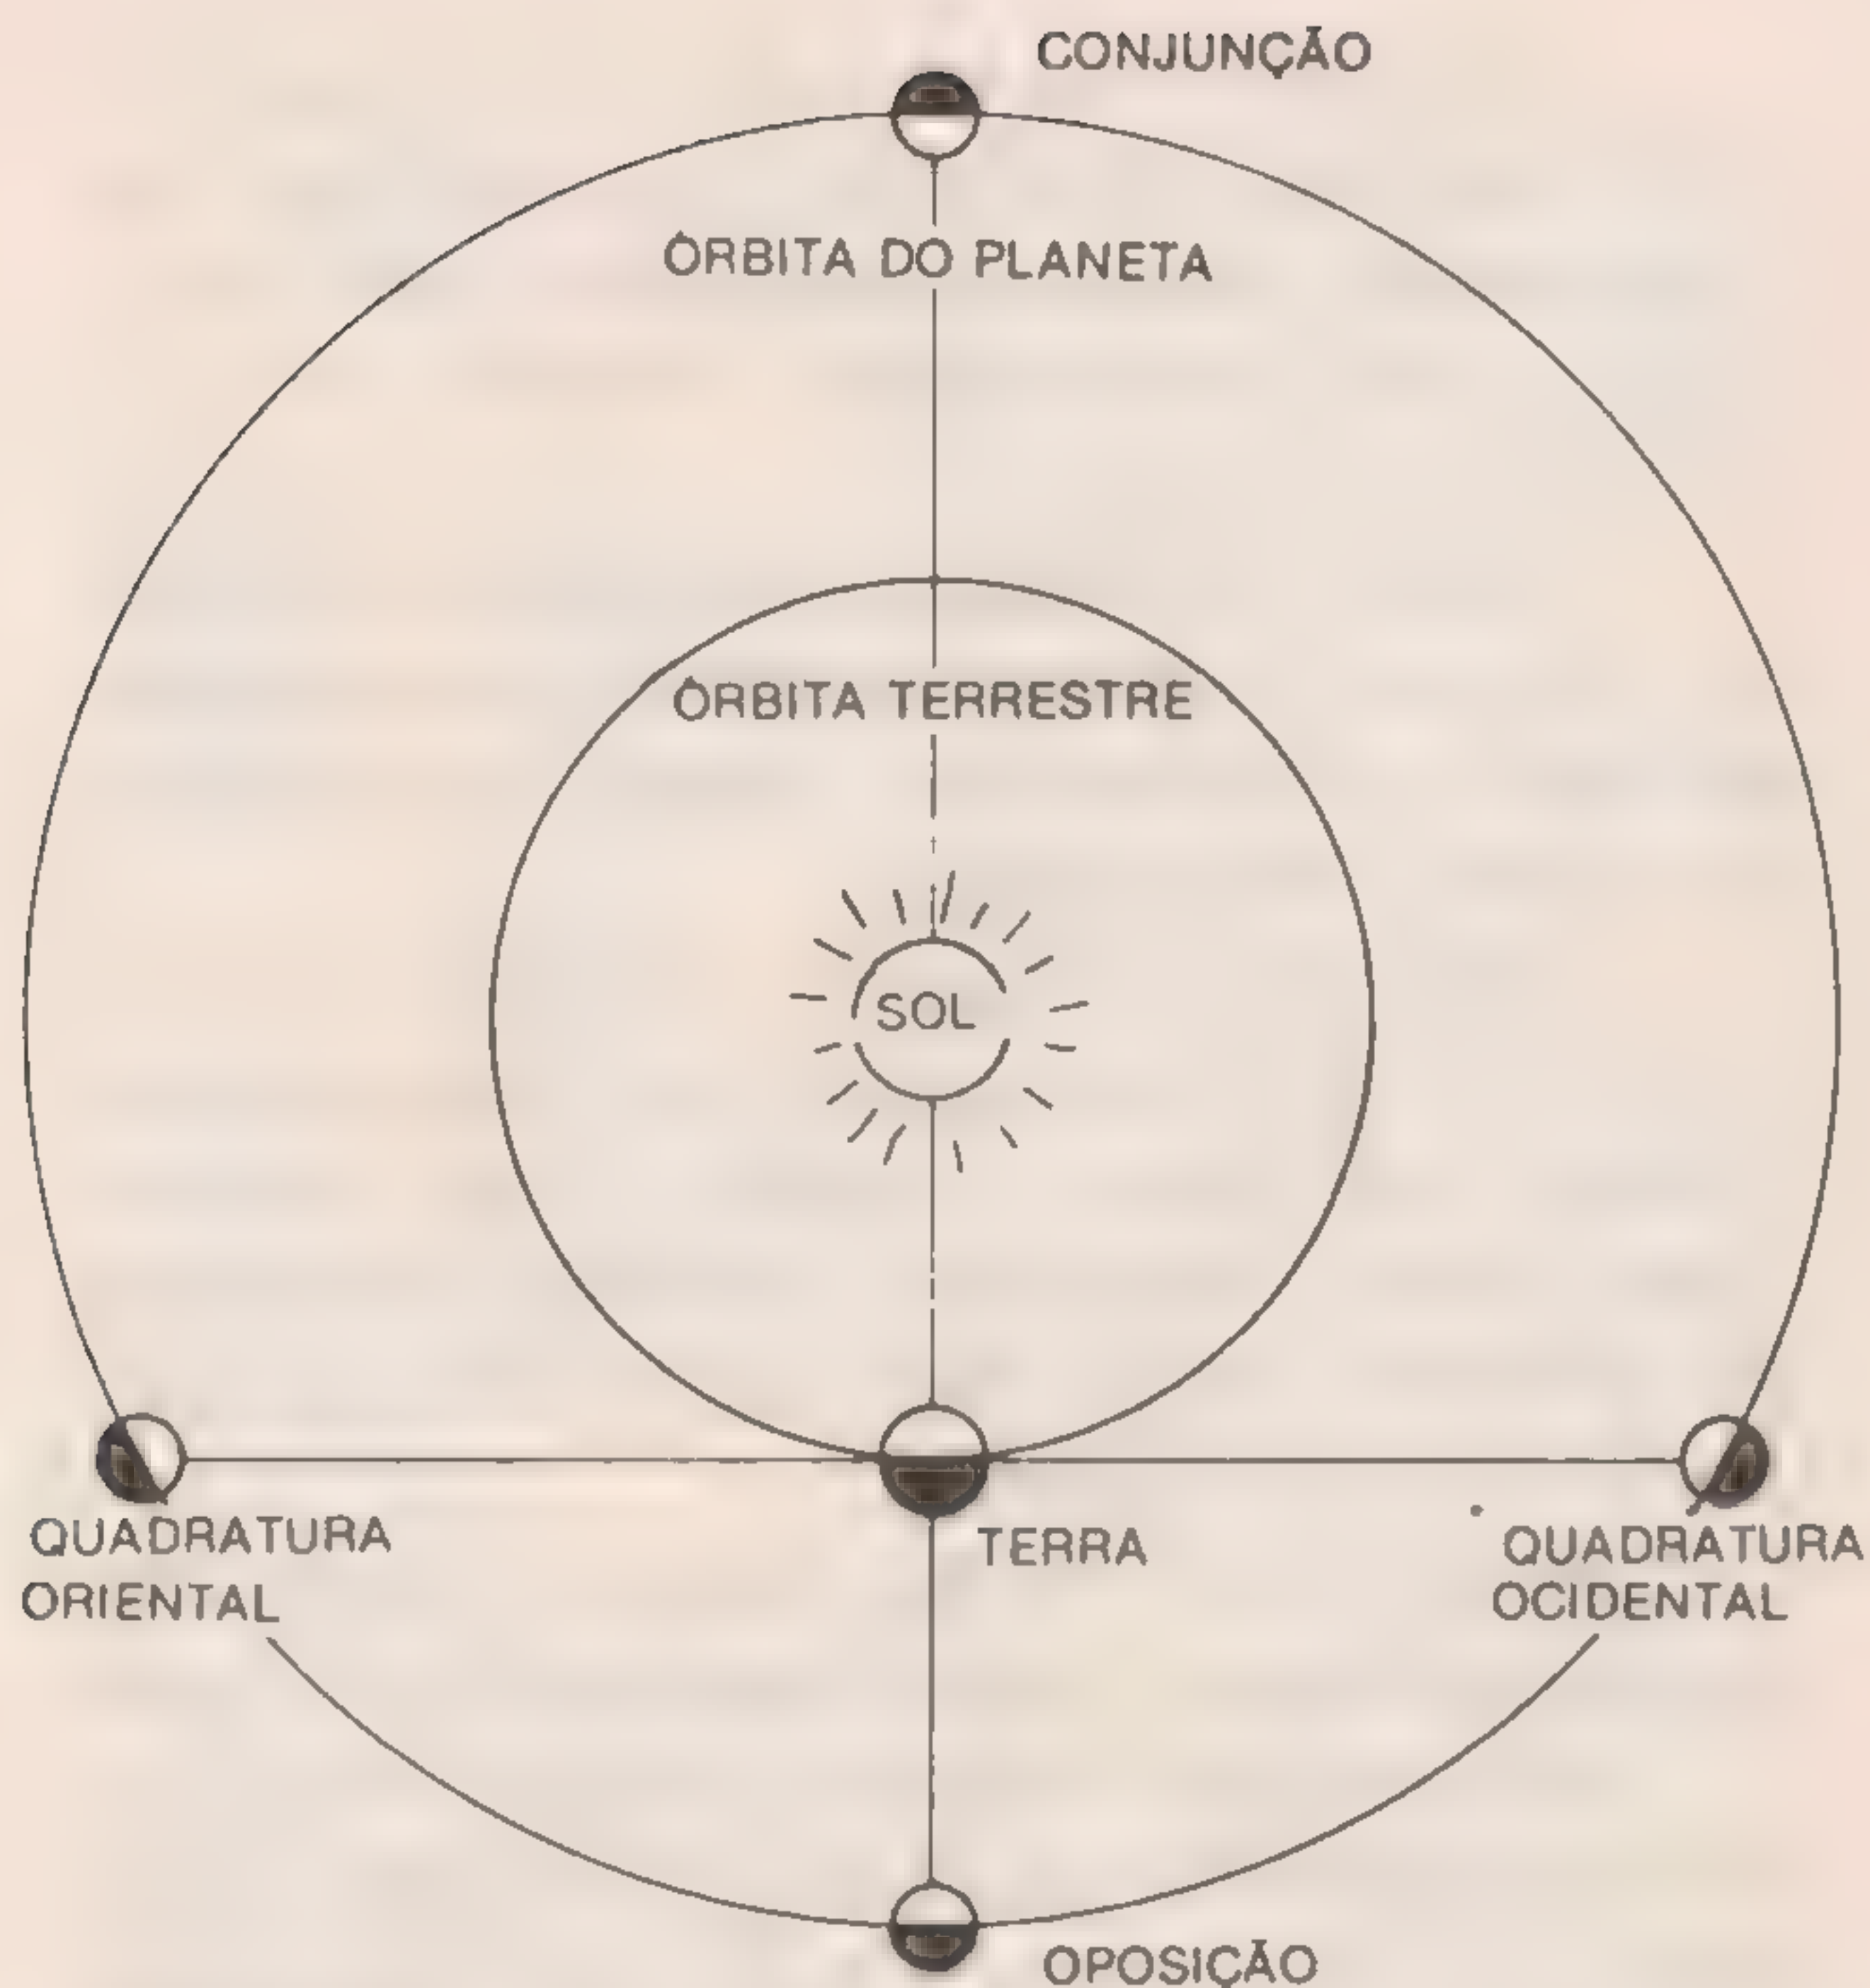 CONJUNÇÃO
ÓRBITA DO PLANETA
ÓRBITA TERRESTRE
SOL
QUADRATURA
ORIENTAL
TERRA
QUADRATURA
OCIDENTAL
OPOSIÇÃO